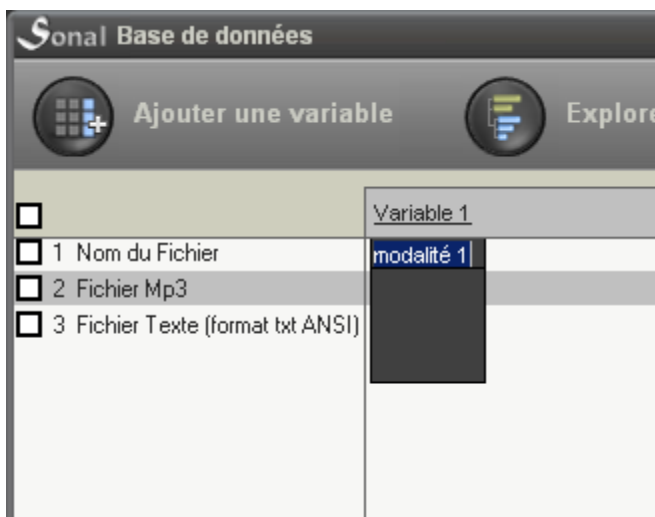 Sonal Base de données
Ajouter une variable
Variable 1
1 Nom du Fichier
modalité 1
2 Fichier Mp3
3 Fichier Texte (format txt ANSI)